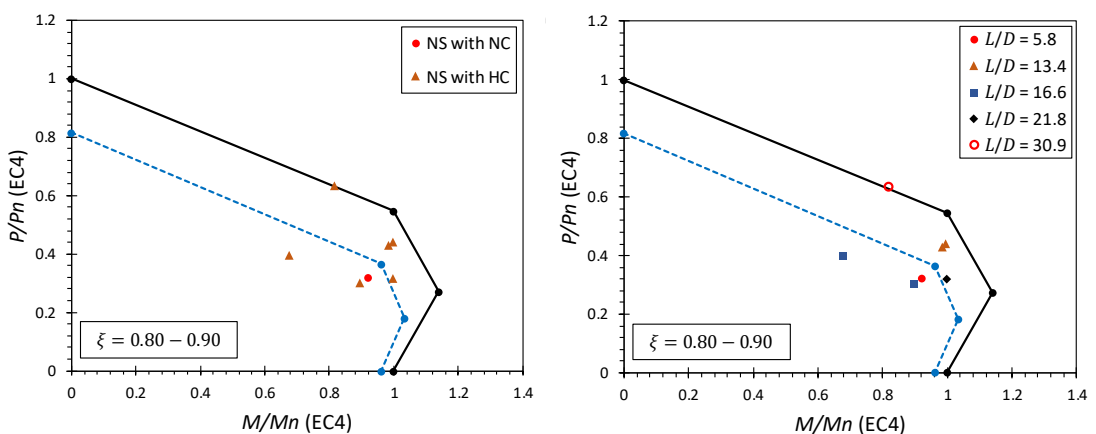 1.2
1
0.8
0.6
0.4
0.2
0
0 0.2 0.4 0.6 0.8 1 1.2 1.4
P/Pn (EC4)
M/Mn (EC4)
NS with NC
NS with HC
ξ = 0.80 − 0.90
1.2
1
0.8
0.6
0.4
0.2
0
0 0.2 0.4 0.6 0.8 1 1.2 1.4
P/Pn (EC4)
M/Mn (EC4)
L/D = 5.8
L/D = 13.4
L/D = 16.6
L/D = 21.8
L/D = 30.9
ξ = 0.80 − 0.90